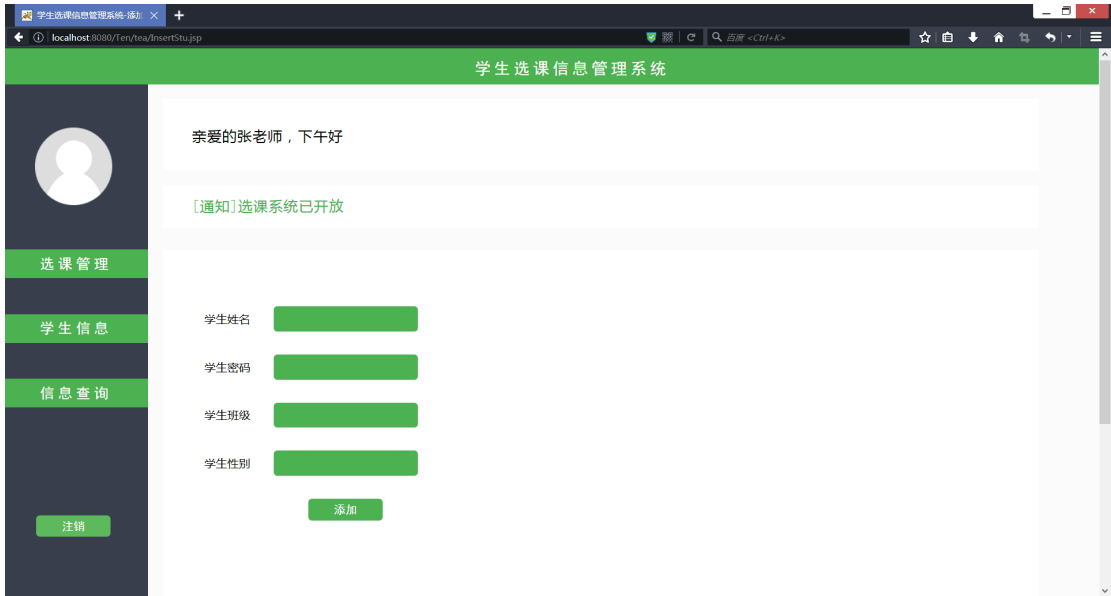 学生选课信息管理系统-添加
localhost:8080/Ten/tea/InsertStu.jsp
百度 <Ctrl+K>
学生选课信息管理系统
亲爱的张老师，下午好
[通知]选课系统已开放
选课管理
学生信息
信息查询
注销
学生姓名
学生密码
学生班级
学生性别
添加